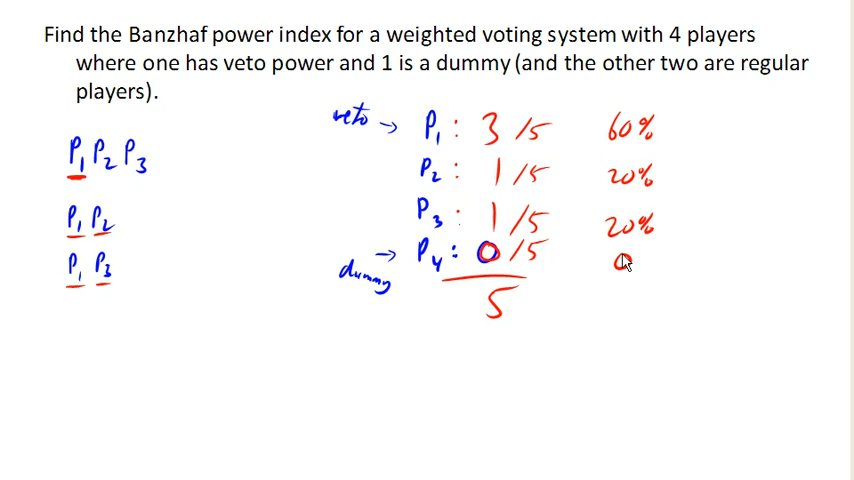 Find the Banzhaf power index for a weighted voting system with 4 players
where one has veto power and 1 is a dummy (and the other two are regular
players).
veto → P1 : 3 /5 60%
P1 P2 P3
P2 : 1 /5 20%
P1 P2
P3 : 1 /5 20%
P1 P3
dummy → P4 : 0 /5 0
5